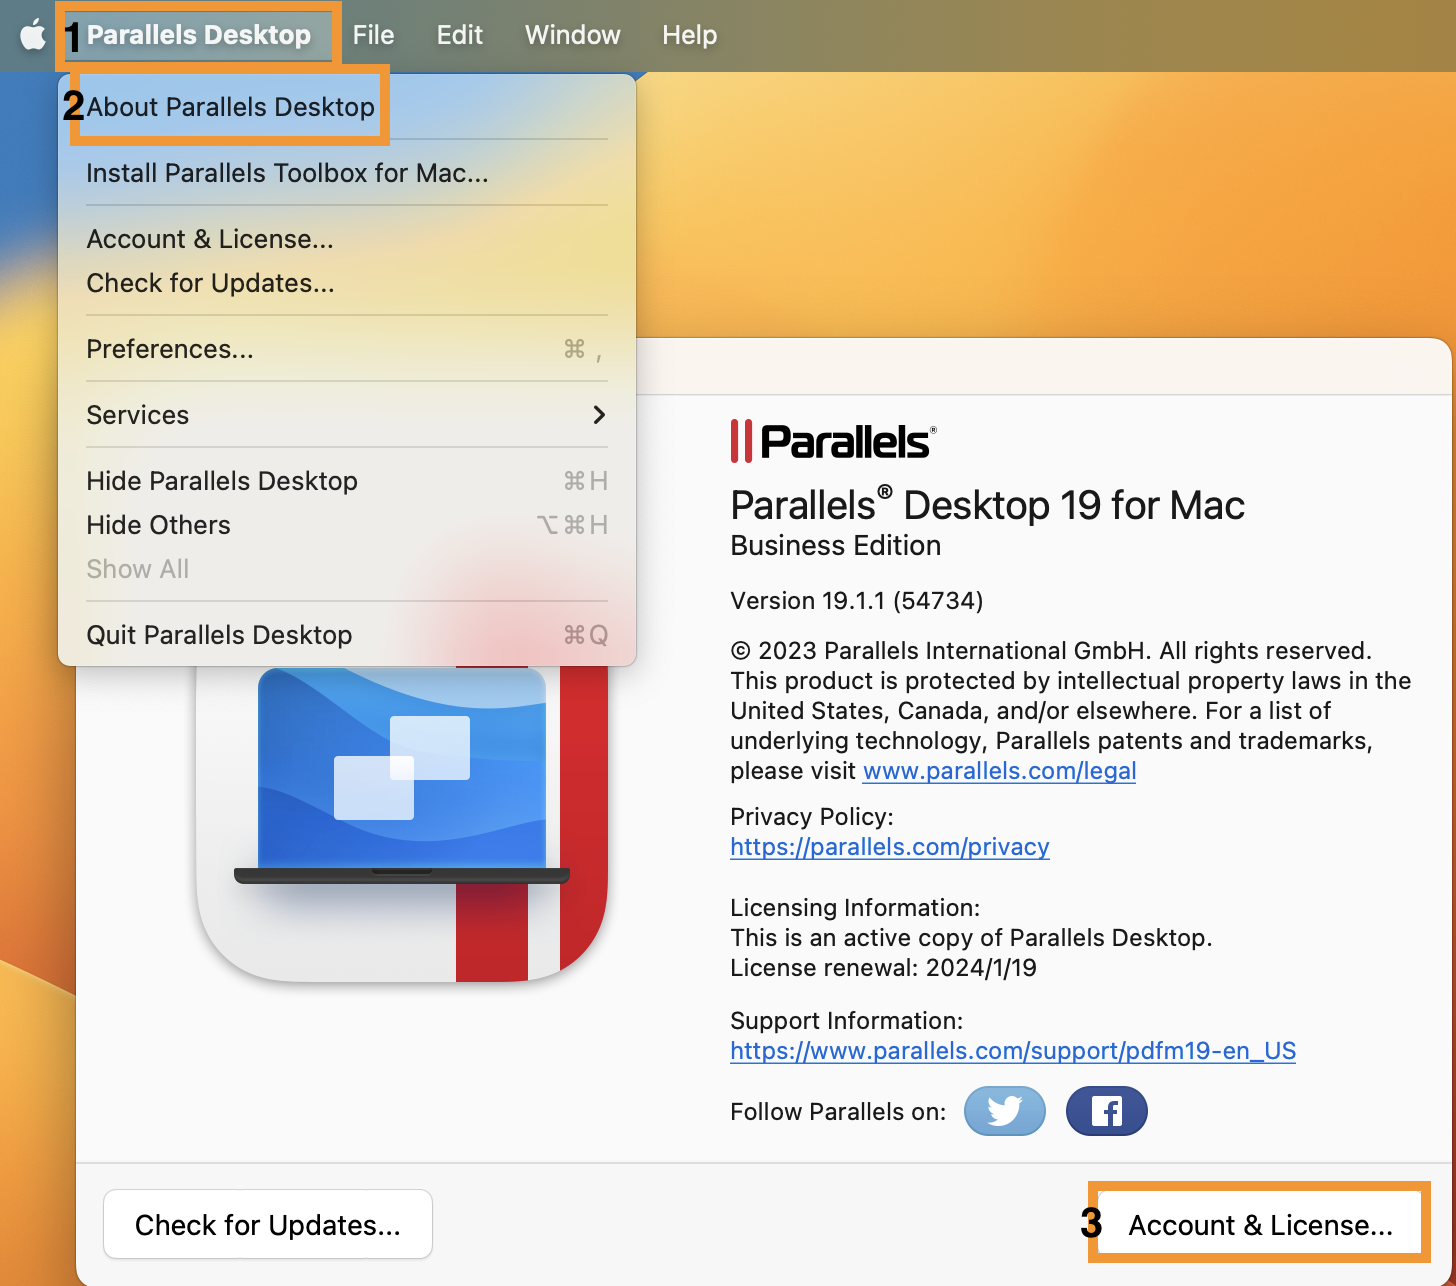 1 Parallels Desktop File Edit Window Help
2 About Parallels Desktop
Install Parallels Toolbox for Mac...
Account & License...
Check for Updates...
Preferences... ⌘ ,
Services
Hide Parallels Desktop ⌘H
Hide Others ⌥⌘H
Show All
Quit Parallels Desktop ⌘Q
Parallels®
Parallels® Desktop 19 for Mac
Business Edition
Version 19.1.1 (54734)
© 2023 Parallels International GmbH. All rights reserved.
This product is protected by intellectual property laws in the
United States, Canada, and/or elsewhere. For a list of
underlying technology, Parallels patents and trademarks,
please visit www.parallels.com/legal
Privacy Policy:
https://parallels.com/privacy
Licensing Information:
This is an active copy of Parallels Desktop.
License renewal: 2024/1/19
Support Information:
https://www.parallels.com/support/pdfm19-en_US
Follow Parallels on:
Check for Updates...
3 Account & License...